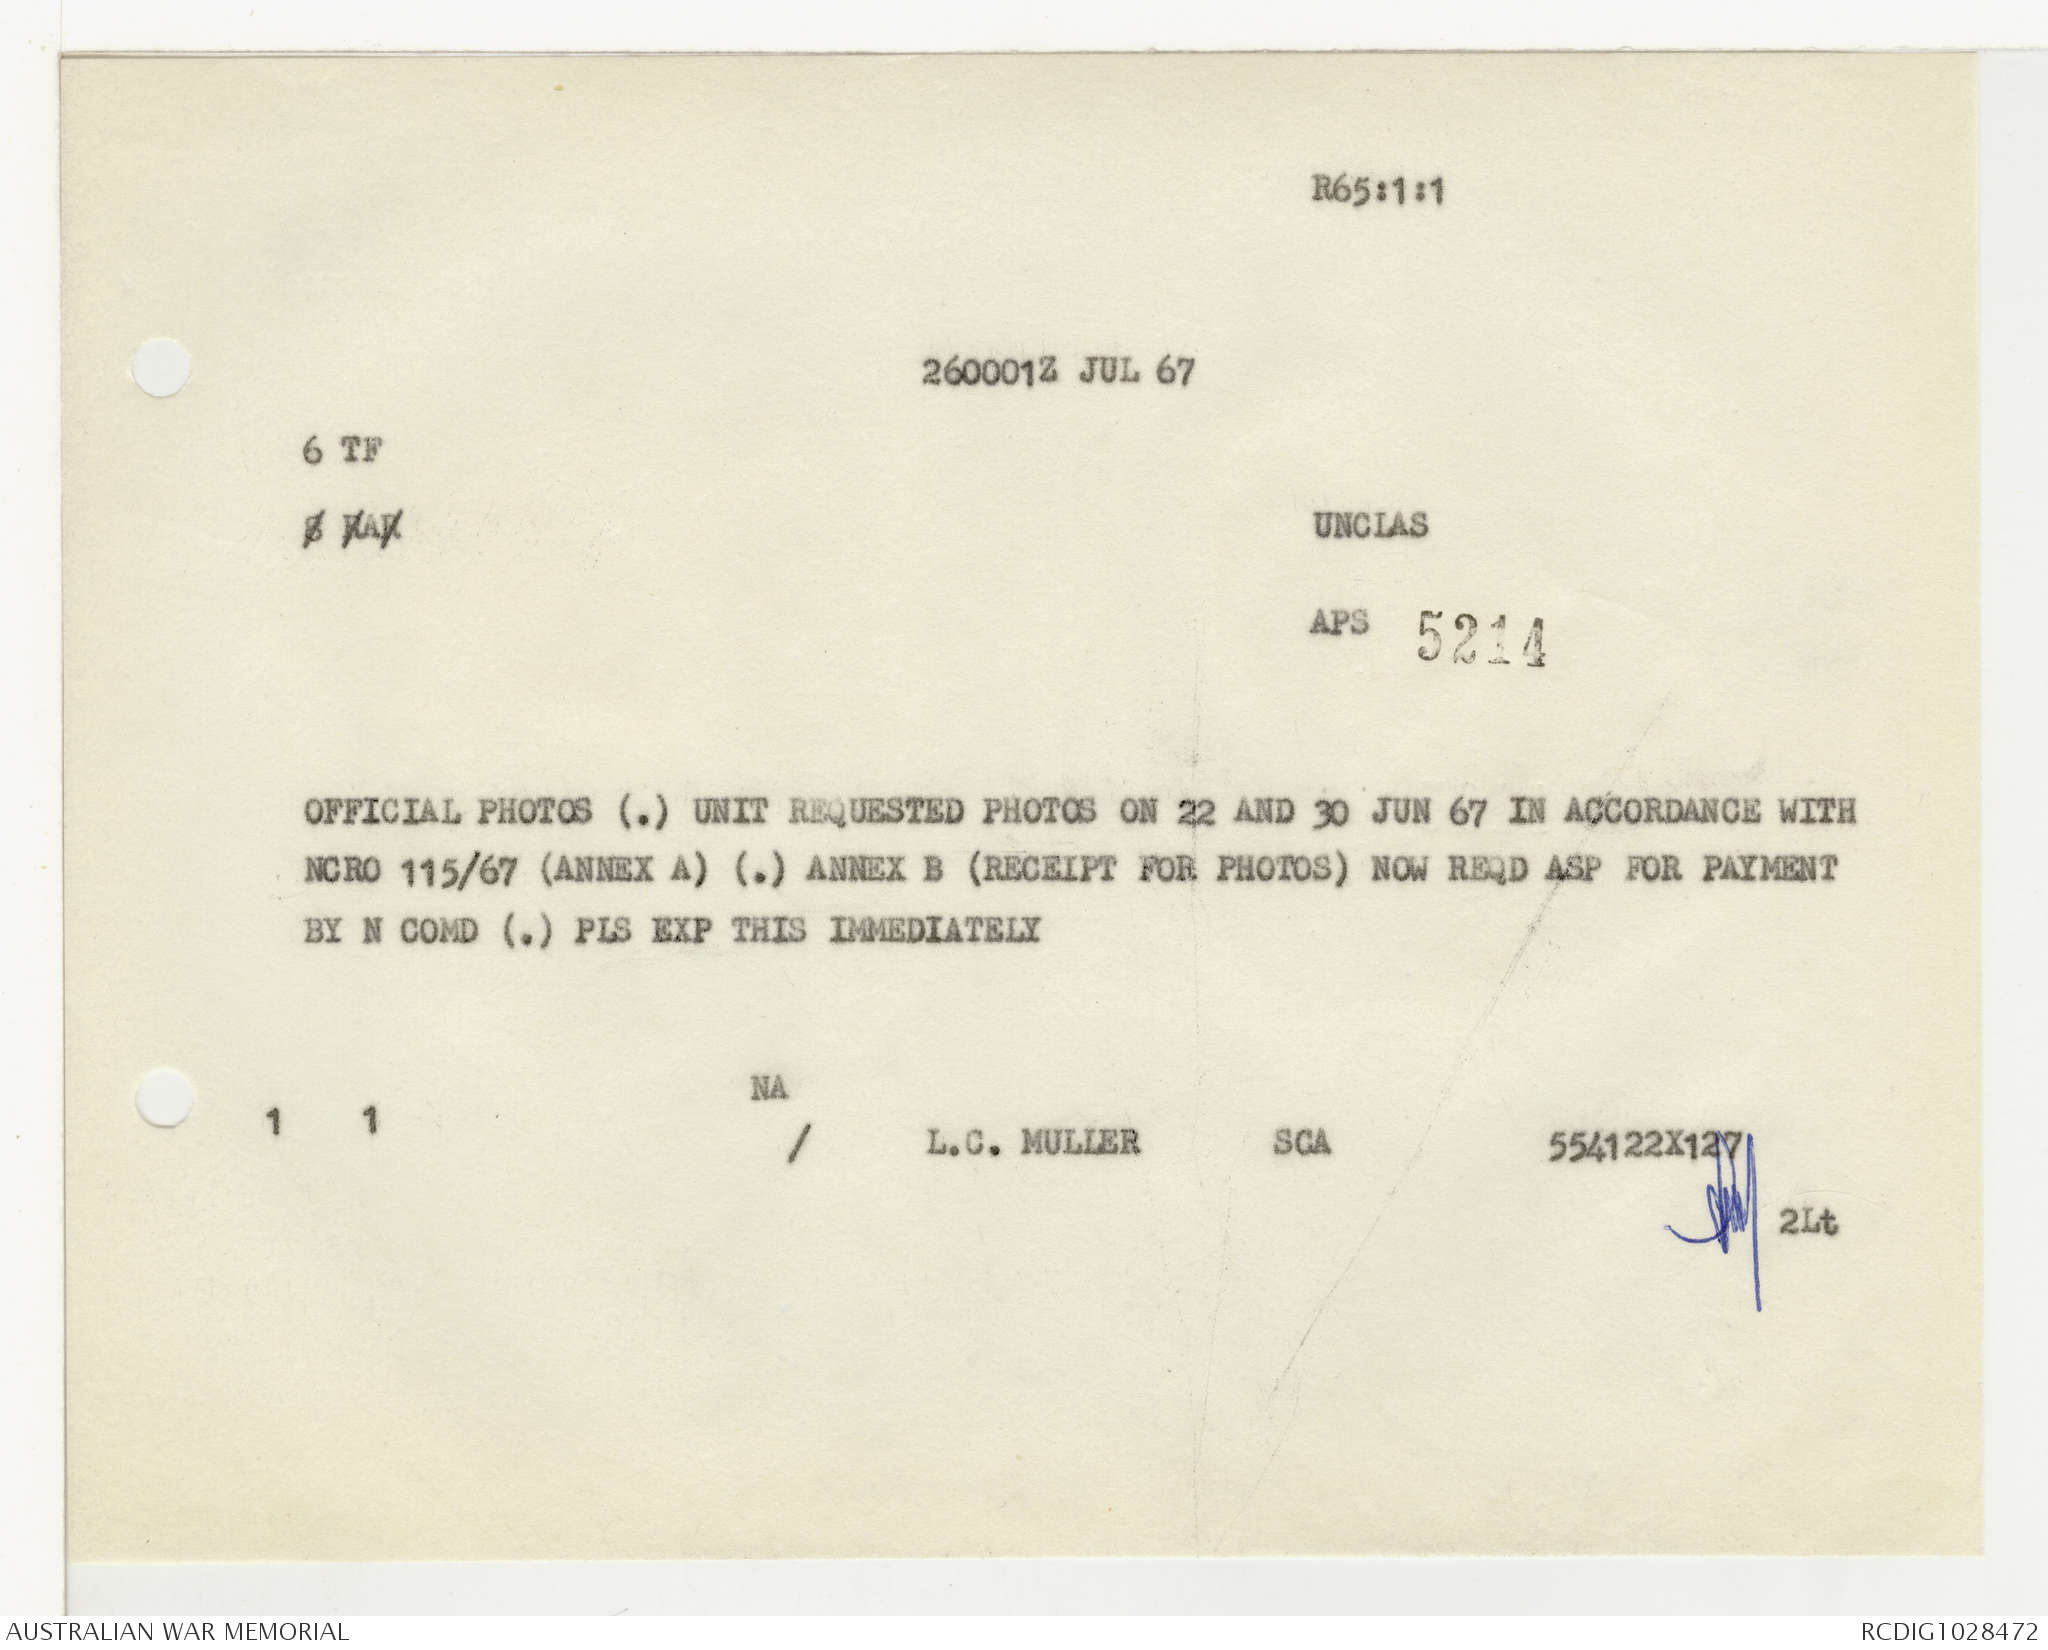 R65:1:1
260001Z JUL 67
6 TF
RAR
UNCLAS
APS 5214
OFFICIAL PHOTOS (.) UNIT REQUESTED PHOTOS ON 22 AND 30 JUN 67 IN ACCORDANCE WITH
NCRO 115/67 (ANNEX A) (.) ANNEX B (RECEIPT FOR PHOTOS) NOW REQD ASP FOR PAYMENT
BY N COMD (.) PLS EXP THIS IMMEDIATELY
NA
1 1 / L.C. MULLER SCA 554122X127
2Lt
AUSTRALIAN WAR MEMORIAL RCDIG1028472